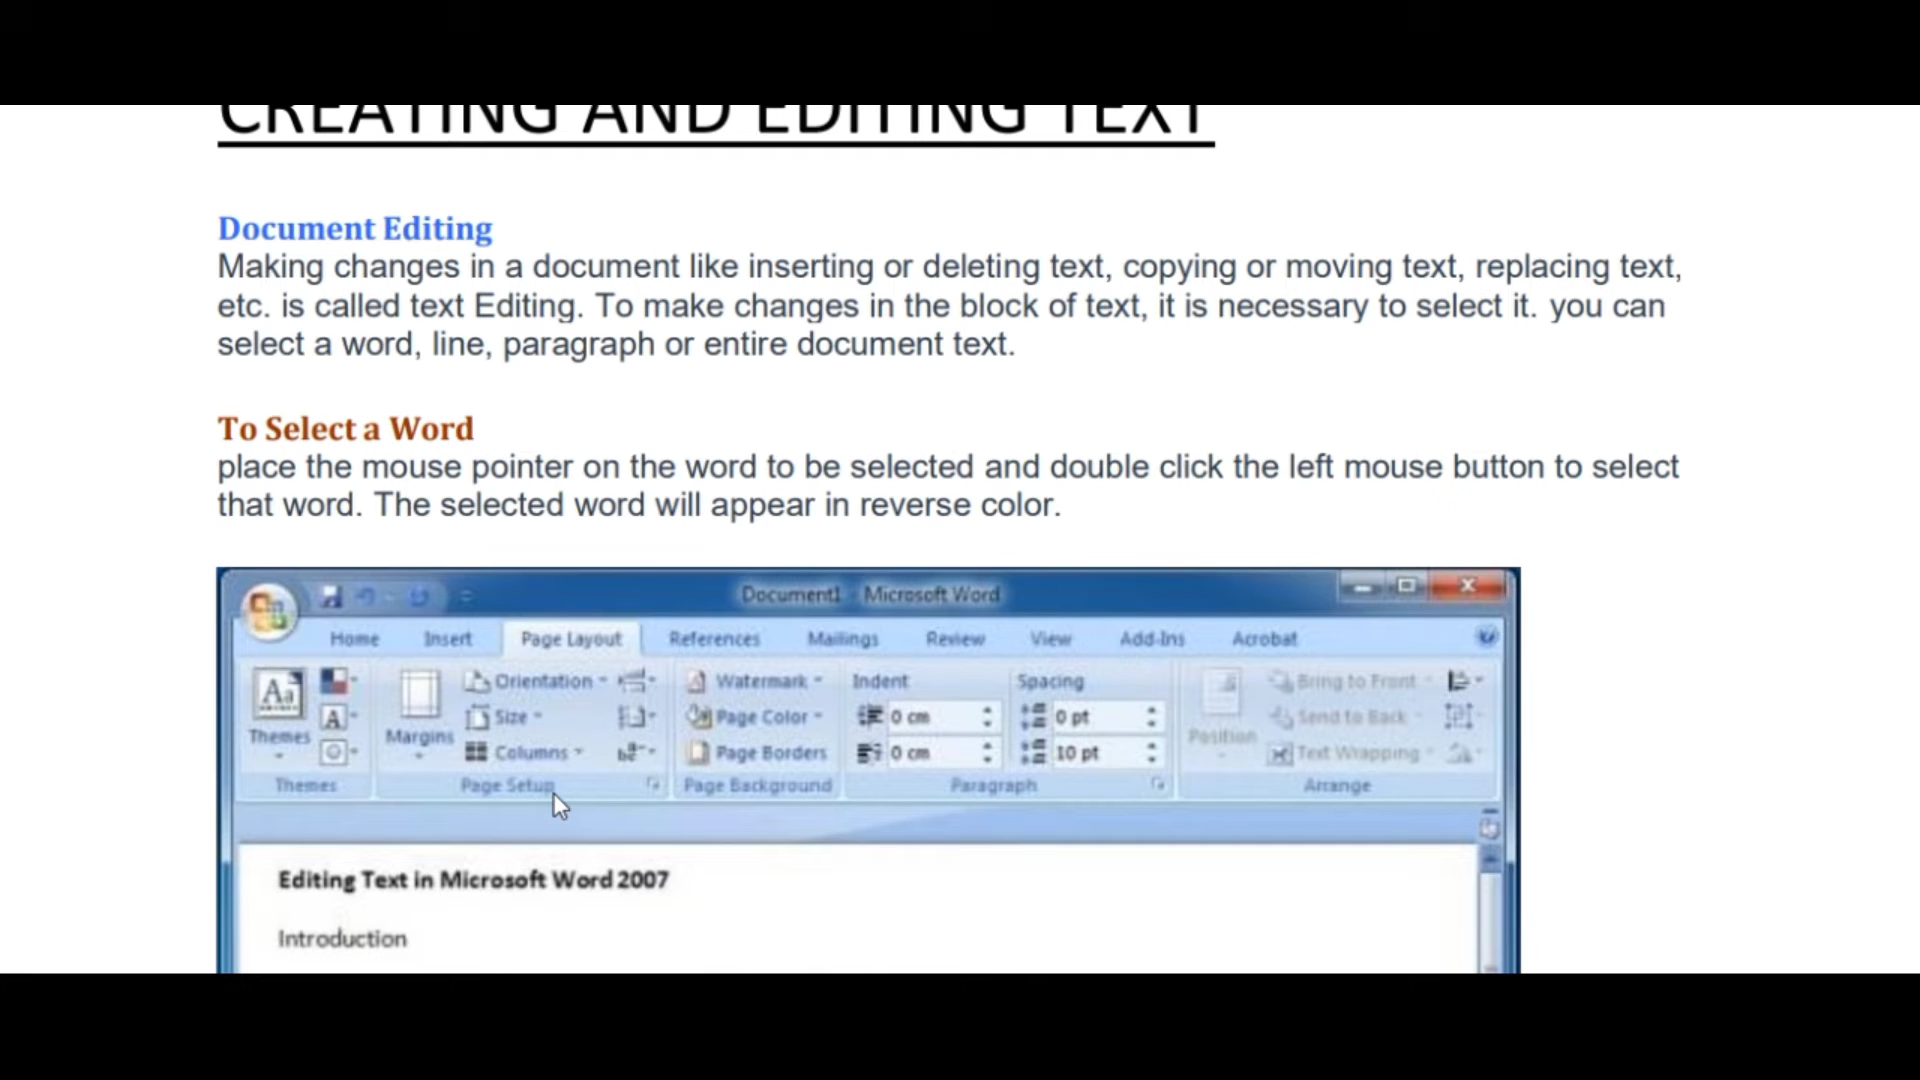 CREATING AND EDITING TEXT
Document Editing
Making changes in a document like inserting or deleting text, copying or moving text, replacing text,
etc. is called text Editing. To make changes in the block of text, it is necessary to select it. you can
select a word, line, paragraph or entire document text.
To Select a Word
place the mouse pointer on the word to be selected and double click the left mouse button to select
that word. The selected word will appear in reverse color.
Document1 - Microsoft Word
Home Insert Page Layout References Mailings Review View Add-Ins Acrobat
Aa Orientation Watermark Indent Spacing Bring to Front
A Size Page Color 0 cm 0 pt Send to Back
Themes Margins Columns Page Borders 0 cm 10 pt Position Text Wrapping
Themes Page Setup Page Background Paragraph Arrange
Editing Text in Microsoft Word 2007
Introduction